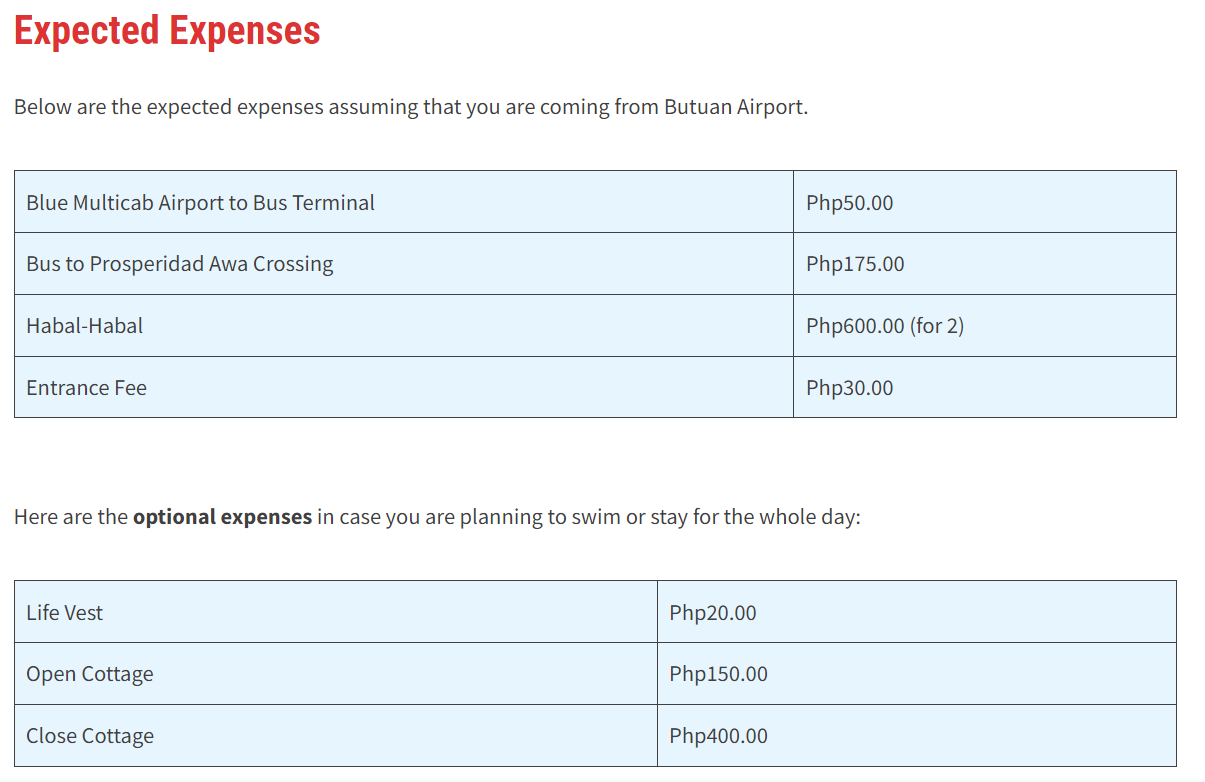 Expected Expenses
Below are the expected expenses assuming that you are coming from Butuan Airport.
Blue Multicab Airport to Bus Terminal Php50.00
Bus to Prosperidad Awa Crossing Php175.00
Habal-Habal Php600.00 (for 2)
Entrance Fee Php30.00
Here are the optional expenses in case you are planning to swim or stay for the whole day:
Life Vest Php20.00
Open Cottage Php150.00
Close Cottage Php400.00